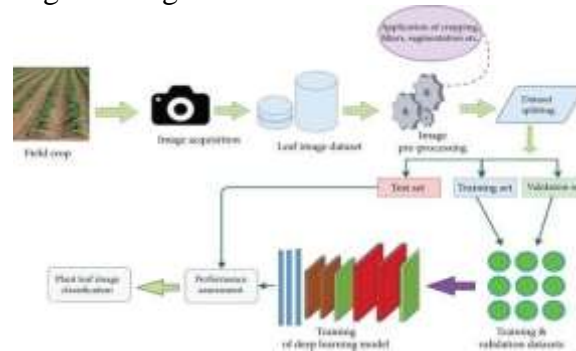 Application of cropping,
filters, segmentation etc.
Field crop
Image acquisition
Leaf image dataset
Image
pre-processing
Dataset
splitting
Test set
Training set
Validation
Plant leaf image
classification
Performance
assessment
Training
of deep learning model
Training &
validation datasets